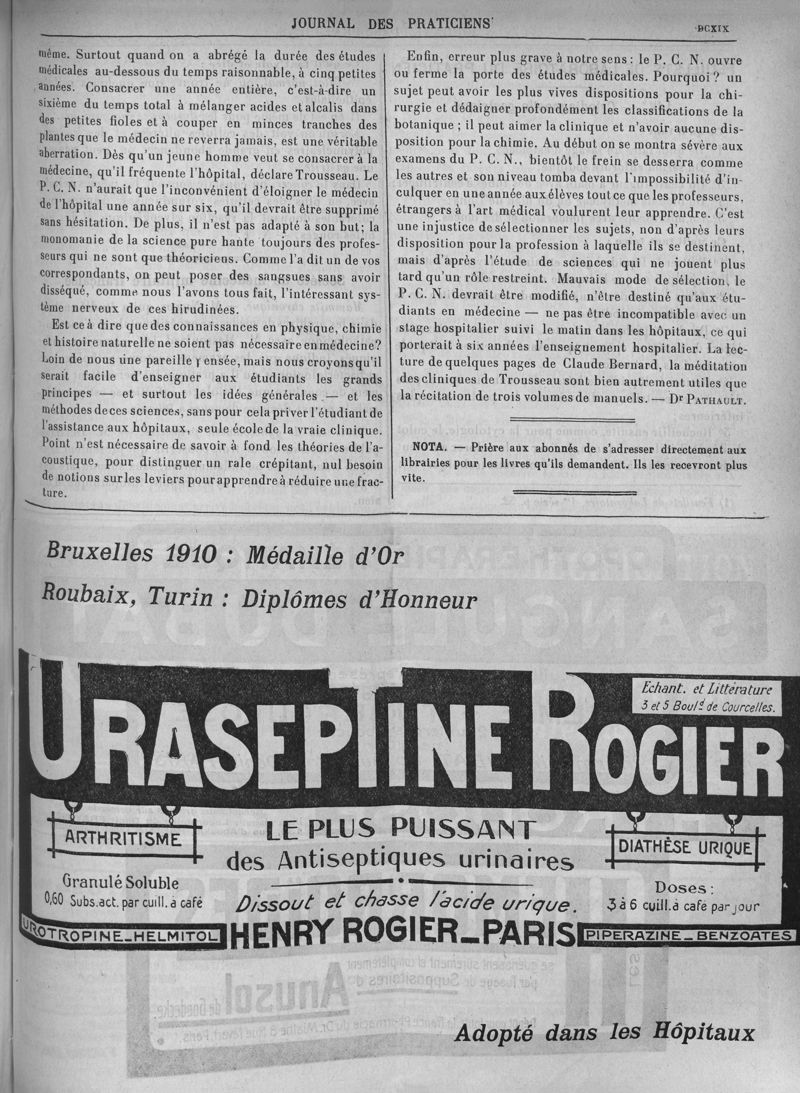 JOURNAL DES PRATICIENS
DCXIX
même. Surtout quand on a abrégé la durée des études
médicales au-dessous du temps raisonnable, à cinq petites
années. Consacrer une année entière, c'est-à-dire un
sixième du temps total à mélanger acides et alcalis dans
des petites fioles et à couper en minces tranches des
plantes que le médecin ne reverra jamais, est une véritable
aberration. Dès qu'un jeune homme veut se consacrer à la
médecine, qu'il fréquente l'hôpital, déclare Trousseau. Le
P. C. N. n'aurait que l'inconvénient d'éloigner le médecin
de l'hôpital une année sur six, qu'il devrait être supprimé
sans hésitation. De plus, il n'est pas adapté à son but; la
monomanie de la science pure hante toujours des profes-
seurs qui ne sont que théoriciens. Comme l'a dit un de vos
correspondants, on peut poser des sangsues sans avoir
disséqué, comme nous l'avons tous fait, l'intéressant sys-
tème nerveux de ces hirudinées.
Est ce à dire que des connaissances en physique, chimie
et histoire naturelle ne soient pas nécessaire en médecine?
Loin de nous une pareille pensée, mais nous croyons qu'il
serait facile d'enseigner aux étudiants les grands
principes — et surtout les idées générales — et les
méthodes de ces sciences, sans pour cela priver l'étudiant de
l'assistance aux hôpitaux, seule école de la vraie clinique.
Point n'est nécessaire de savoir à fond les théories de l'a-
coustique, pour distinguer un rale crépitant, nul besoin
de notions sur les leviers pour apprendre à réduire une frac-
ture.
Enfin, erreur plus grave à notre sens : le P. C. N. ouvre
ou ferme la porte des études médicales. Pourquoi? un
sujet peut avoir les plus vives dispositions pour la chi-
rurgie et dédaigner profondément les classifications de la
botanique ; il peut aimer la clinique et n'avoir aucune dis-
position pour la chimie. Au début on se montra sévère aux
examens du P. C. N., bientôt le frein se desserra comme
les autres et son niveau tomba devant l'impossibilité d'in-
culquer en une année aux élèves tout ce que les professeurs,
étrangers à l'art médical voulurent leur apprendre. C'est
une injustice de sélectionner les sujets, non d'après leurs
disposition pour la profession à laquelle ils se destinent,
mais d'après l'étude de sciences qui ne jouent plus
tard qu'un rôle restreint. Mauvais mode de sélection, le
P. C. N. devrait être modifié, n'être destiné qu'aux étu-
diants en médecine — ne pas être incompatible avec un
stage hospitalier suivi le matin dans les hôpitaux, ce qui
porterait à six années l'enseignement hospitalier. La lec-
ture de quelques pages de Claude Bernard, la méditation
des cliniques de Trousseau sont bien autrement utiles que
la récitation de trois volumes de manuels. — Dr PATHAULT.
NOTA. — Prière aux abonnés de s'adresser directement aux
librairies pour les livres qu'ils demandent. Ils les recevront plus
vite.
Bruxelles 1910 : Médaille d'Or
Roubaix, Turin : Diplômes d'Honneur
Echant. et Littérature
3 et 5 Boulᵈ de Courcelles.
URASEPTINE ROGIER
ARTHRITISME
LE PLUS PUISSANT
des Antiseptiques urinaires
DIATHÈSE URIQUE
Granulé Soluble
0,60 Subs. act. par cuill. à café
Dissout et chasse l'acide urique.
Doses :
3 à 6 cuill. à café par jour
UROTROPINE_HELMITOL
HENRY ROGIER_PARIS
PIPERAZINE_BENZOATES
Adopté dans les Hôpitaux